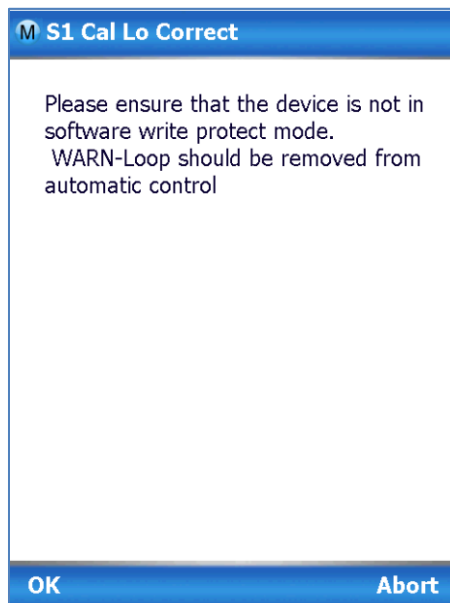 M S1 Cal Lo Correct
Please ensure that the device is not in
software write protect mode.
WARN-Loop should be removed from
automatic control
OK
Abort